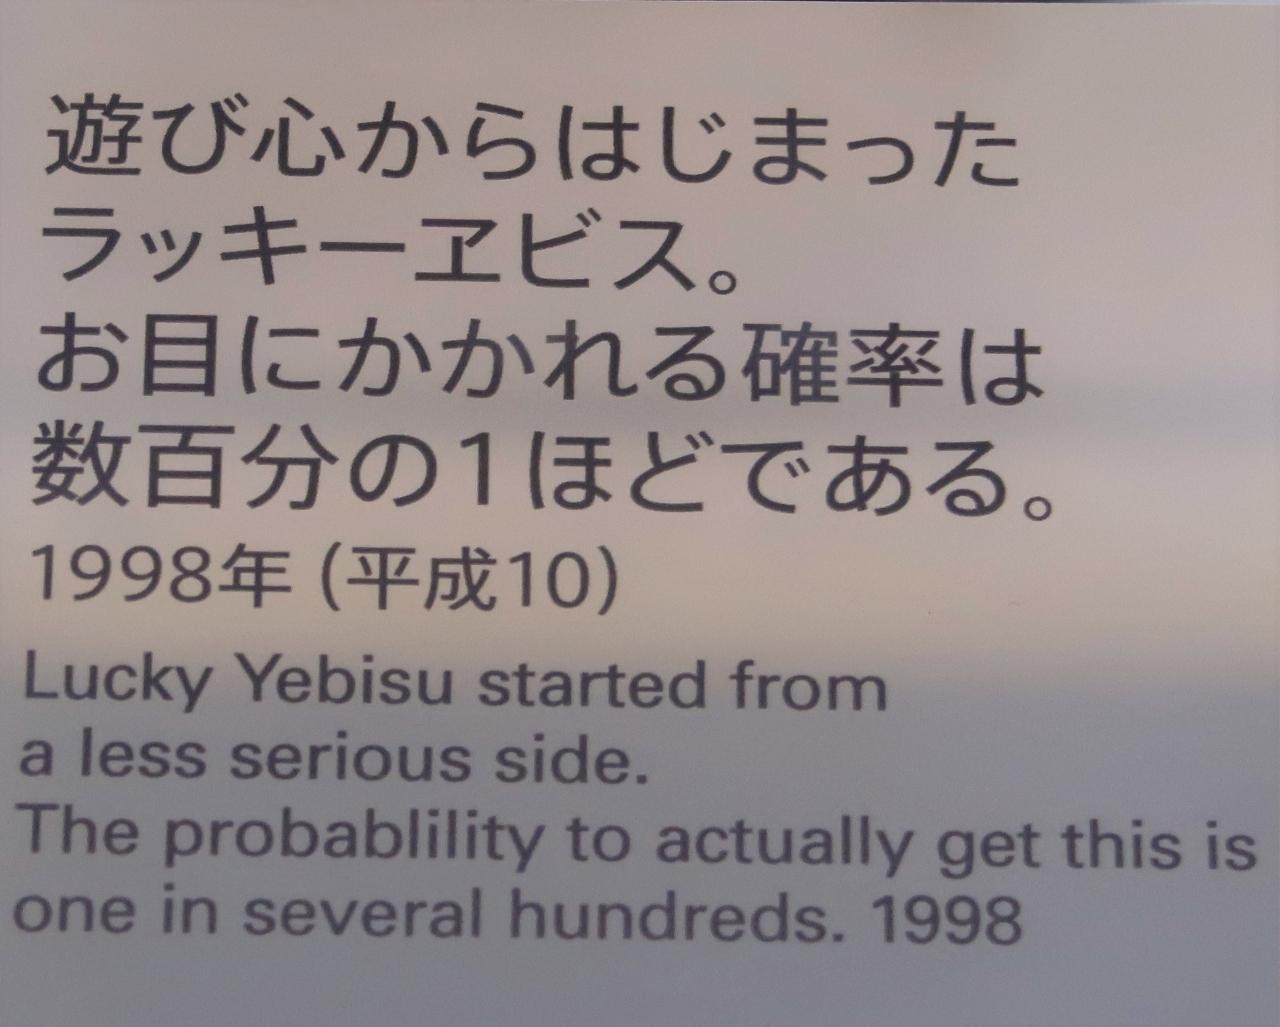 遊び心からはじまった
ラッキーヱビス。
お目にかかれる確率は
数百分の1ほどである。
1998年 (平成10)
Lucky Yebisu started from
a less serious side.
The probablility to actually get this is
one in several hundreds. 1998